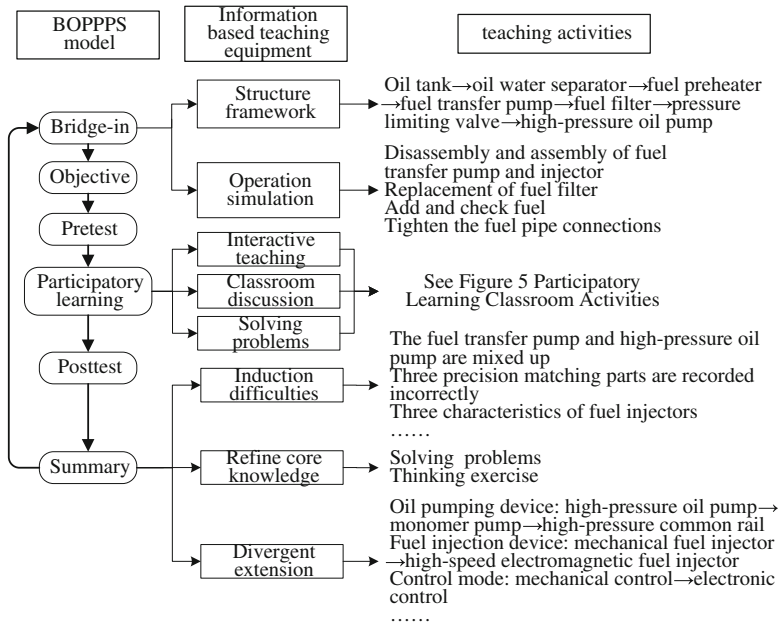 BOPPPS
model
Information
based teaching
equipment
teaching activities
Bridge-in
Objective
Pretest
Participatory
learning
Posttest
Summary
Structure
framework
Operation
simulation
Interactive
teaching
Classroom
discussion
Solving
problems
Induction
difficulties
Refine core
knowledge
Divergent
extension
Oil tank→oil water separator→fuel preheater
→fuel transfer pump→fuel filter→pressure
limiting valve→high-pressure oil pump
Disassembly and assembly of fuel
transfer pump and injector
Replacement of fuel filter
Add and check fuel
Tighten the fuel pipe connections
See Figure 5 Participatory
Learning Classroom Activities
The fuel transfer pump and high-pressure oil
pump are mixed up
Three precision matching parts are recorded
incorrectly
Three characteristics of fuel injectors
……
Solving problems
Thinking exercise
Oil pumping device: high-pressure oil pump→
monomer pump→high-pressure common rail
Fuel injection device: mechanical fuel injector
→high-speed electromagnetic fuel injector
Control mode: mechanical control→electronic
control
……